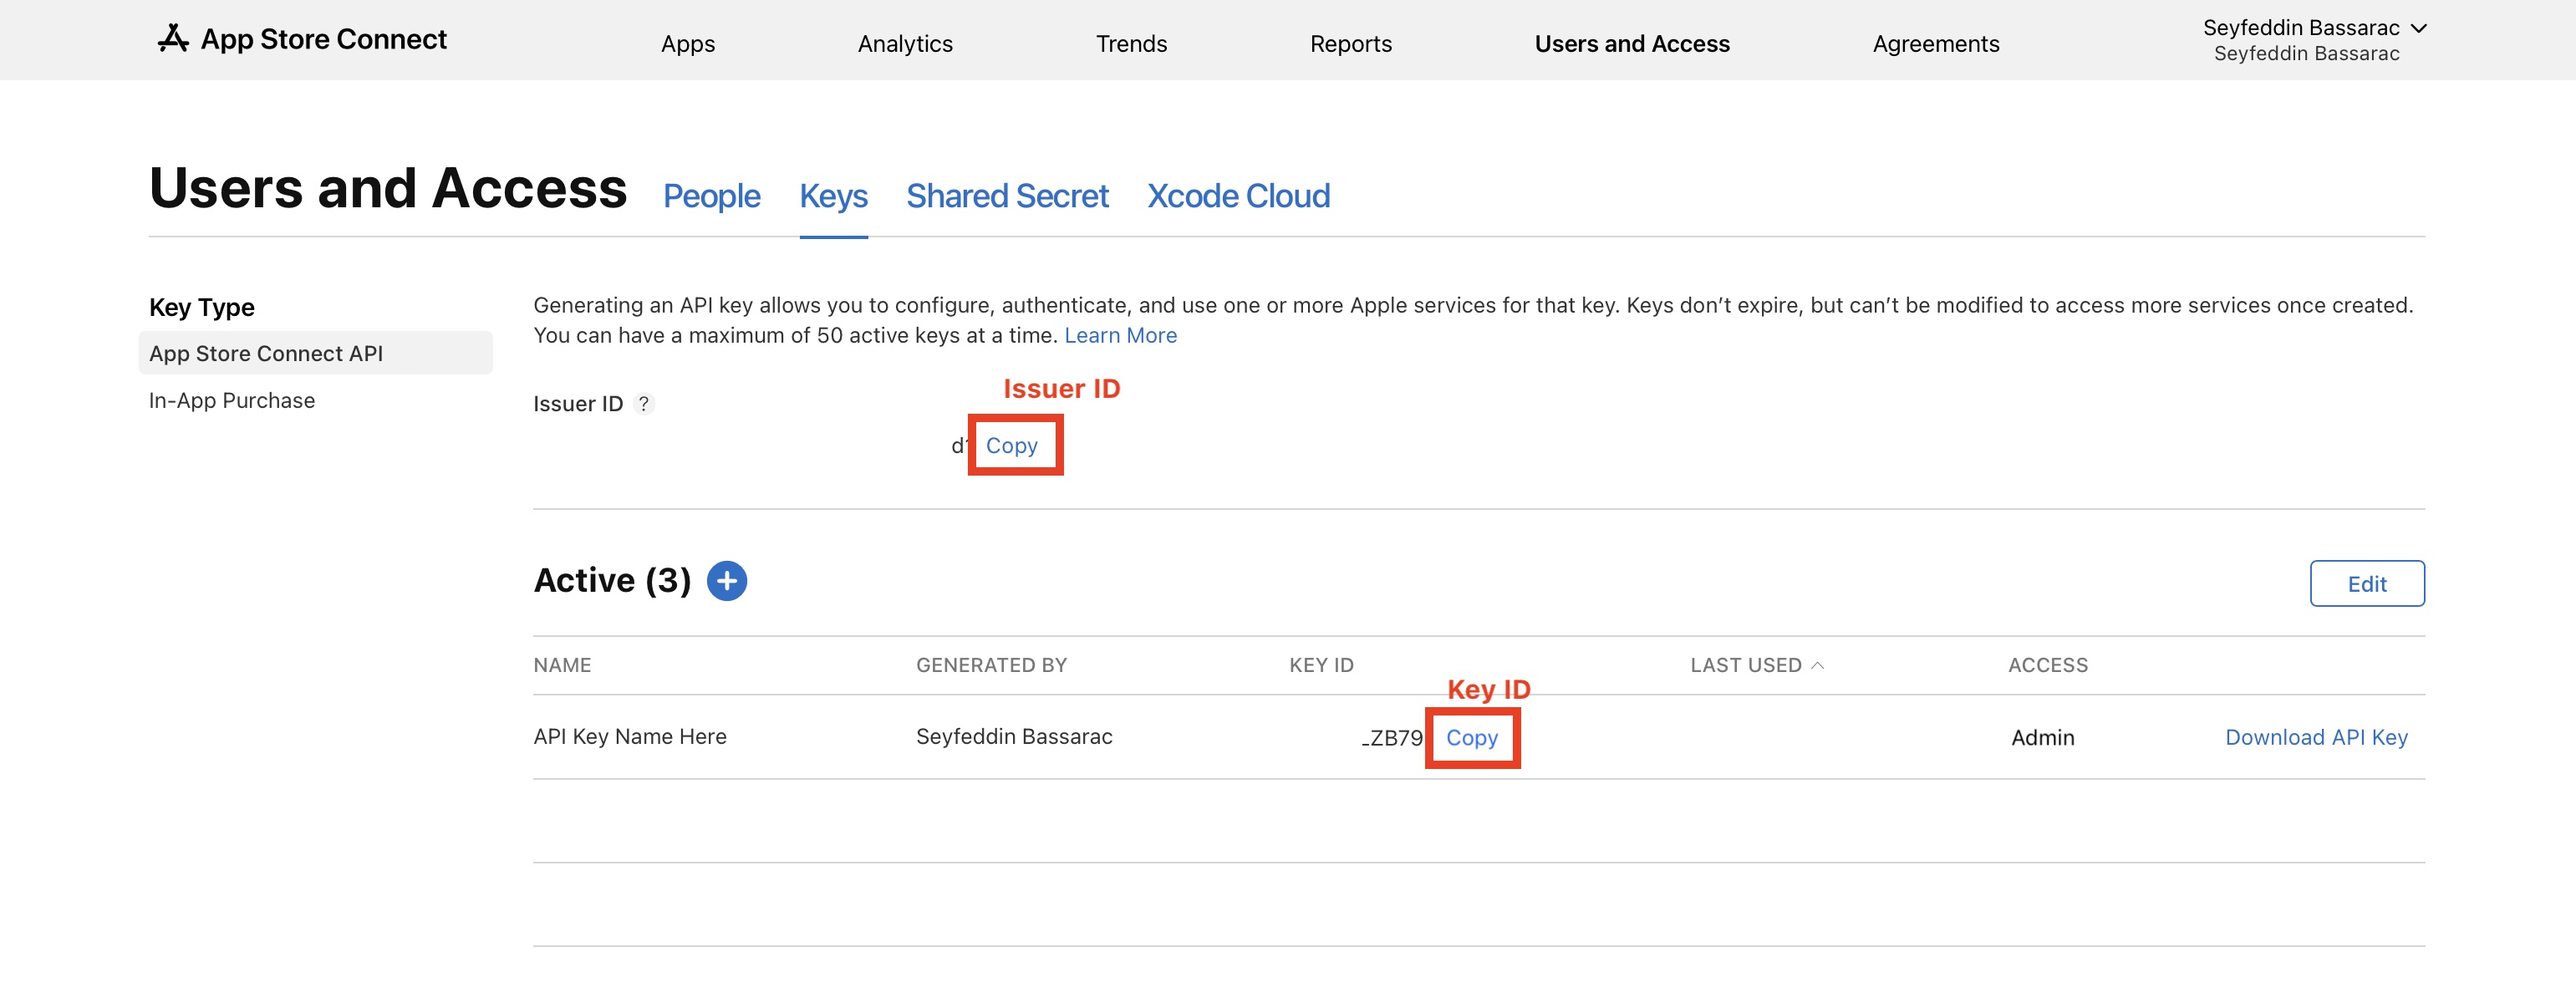 App Store Connect
Apps
Analytics
Trends
Reports
Users and Access
Agreements
Seyfeddin Bassarac
Seyfeddin Bassarac
Users and Access
People
Keys
Shared Secret
Xcode Cloud
Key Type
App Store Connect API
In-App Purchase
Generating an API key allows you to configure, authenticate, and use one or more Apple services for that key. Keys don’t expire, but can’t be modified to access more services once created.
You can have a maximum of 50 active keys at a time. Learn More
Issuer ID
Issuer ID ?
Copy
Active (3) +
Edit
NAME
GENERATED BY
KEY ID
LAST USED
ACCESS
Key ID
API Key Name Here
Seyfeddin Bassarac
ZB79
Copy
Admin
Download API Key